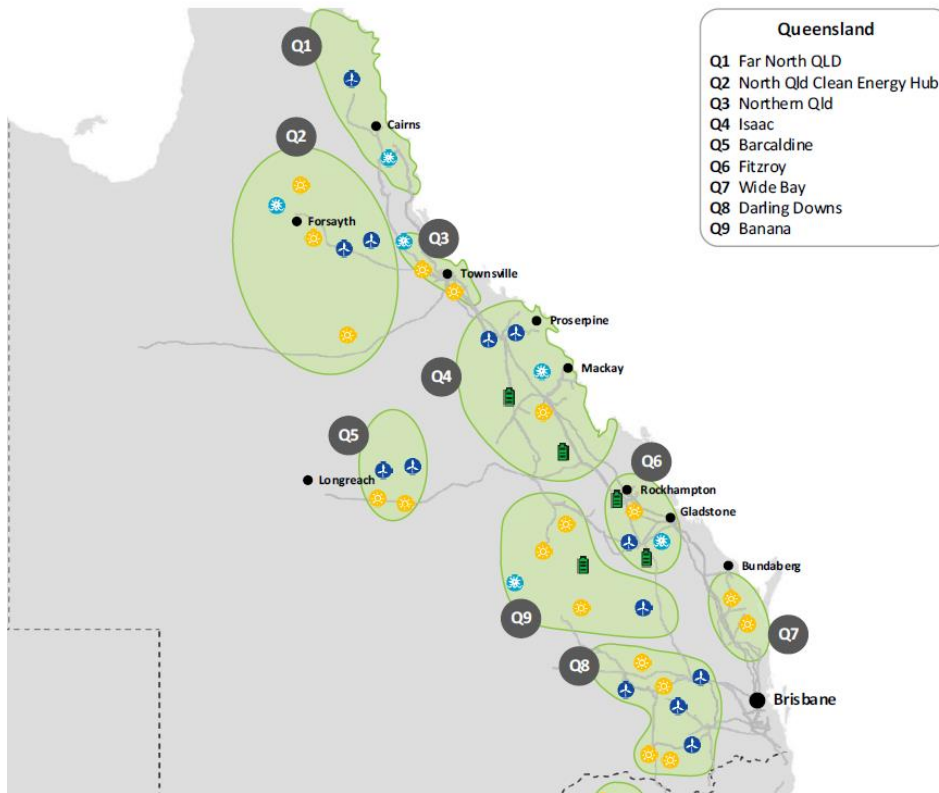 Queensland
Q1 Far North QLD
Q2 North Qld Clean Energy Hub
Q3 Northern Qld
Q4 Isaac
Q5 Barcaldine
Q6 Fitzroy
Q7 Wide Bay
Q8 Darling Downs
Q9 Banana
Q1
Cairns
Q2
Forsayth
Q3
Townsville
Proserpine
Mackay
Q4
Q5
Longreach
Q6
Rockhampton
Gladstone
Bundaberg
Q9
Q7
Q8
Brisbane